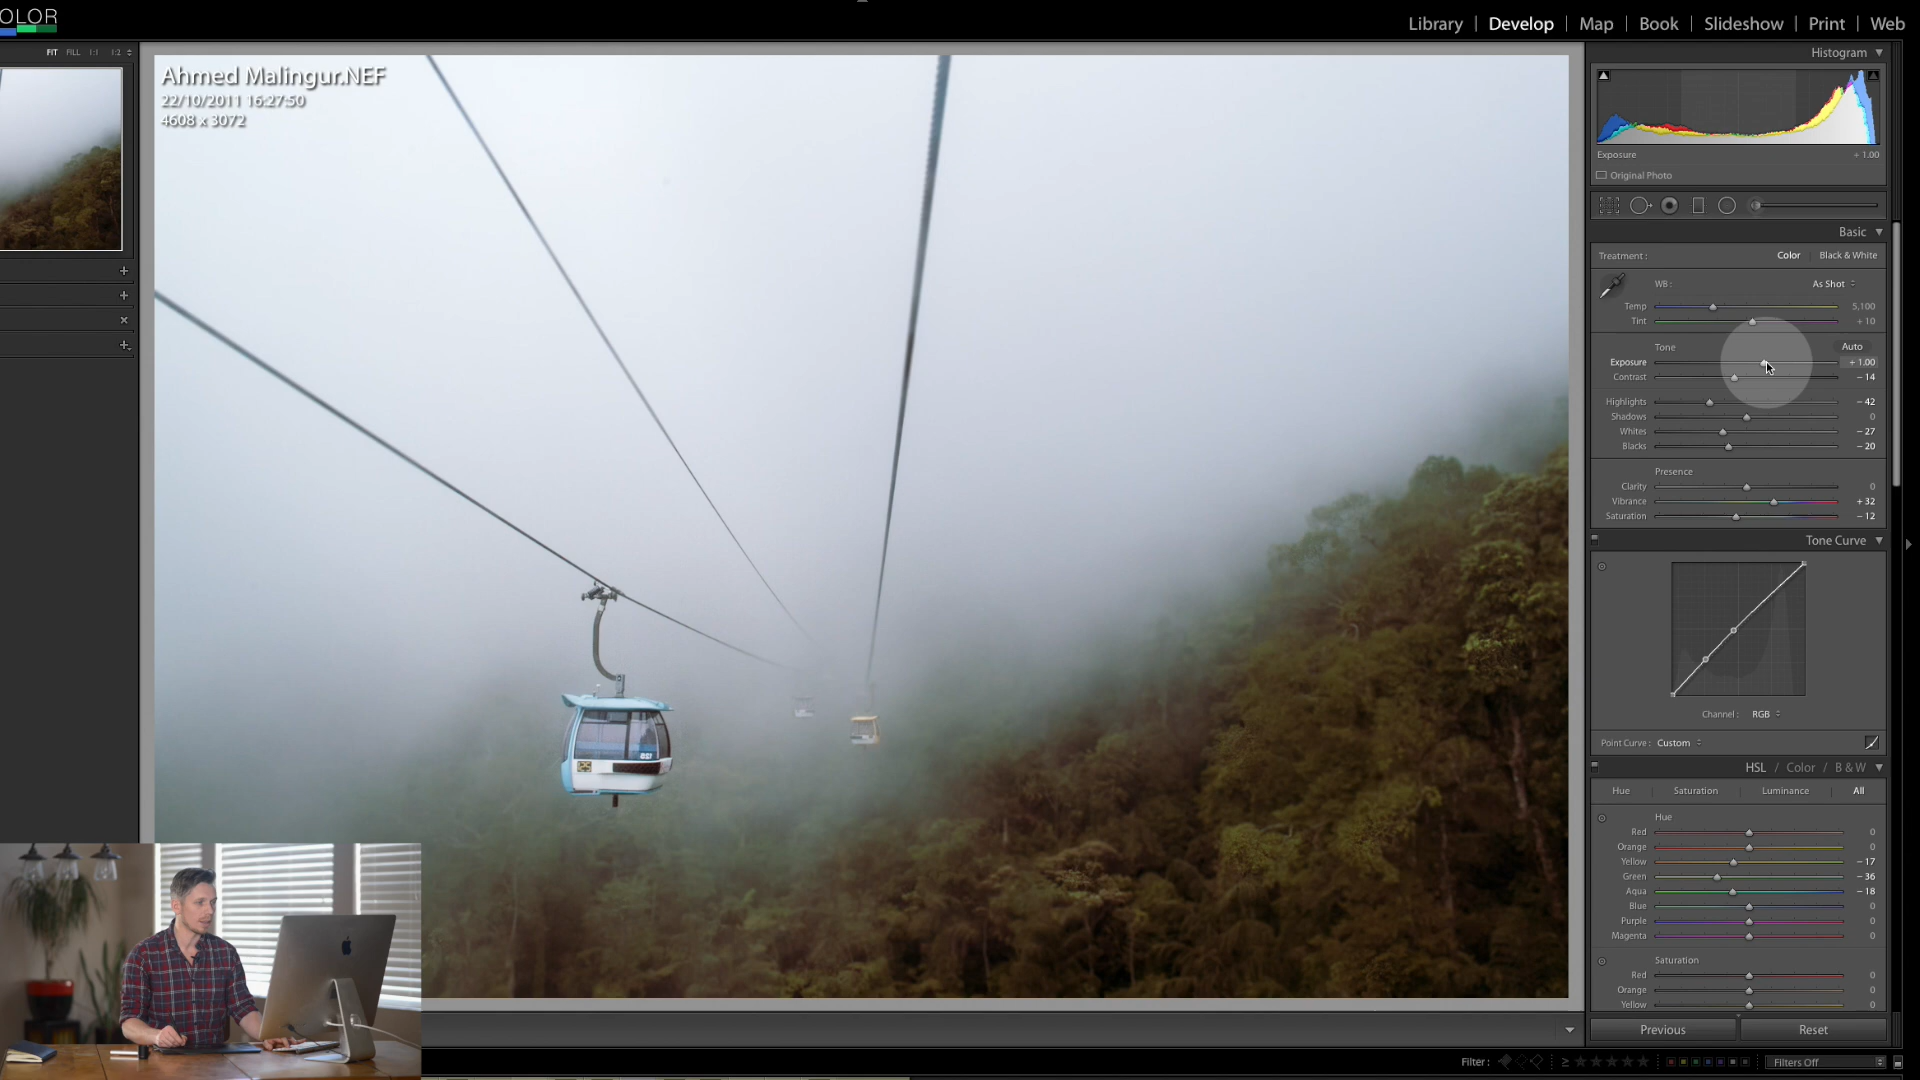 OLOR
Library | Develop | Map | Book | Slideshow | Print | Web
FIT FILL 1:1 1:2
Ahmed Malingur.NEF
22/10/2011 16:27:50
4608 x 3072
Histogram
Exposure + 1.00
Original Photo
Basic
Treatment : Color | Black & White
WB : As Shot
Temp 5,100
Tint + 10
Tone Auto
Exposure + 1.00
Contrast – 14
Highlights – 42
Shadows 0
Whites – 27
Blacks – 20
Presence
Clarity 0
Vibrance + 32
Saturation – 12
Tone Curve
Channel : RGB
Point Curve : Custom
HSL / Color / B & W
Hue Saturation Luminance All
Hue
Red 0
Orange 0
Yellow – 17
Green – 36
Aqua – 18
Blue 0
Purple 0
Magenta 0
Saturation
Red 0
Orange 0
Yellow 0
Previous Reset
Filter : ≥ Filters Off